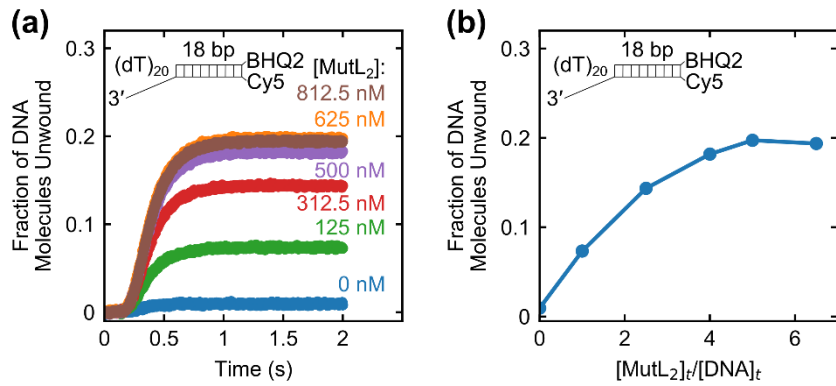 (a)
0.3
0.2
0.1
0
Fraction of DNA
Molecules Unwound
18 bp
(dT)₂₀
BHQ2
Cy5
3′
[MutL₂]:
812.5 nM
625 nM
500 nM
312.5 nM
125 nM
0 nM
0 0.5 1 1.5 2
Time (s)
(b)
0.3
0.2
0.1
0
Fraction of DNA
Molecules Unwound
18 bp
(dT)₂₀
BHQ2
Cy5
3′
0 2 4 6
[MutL₂]ₜ/[DNA]ₜ